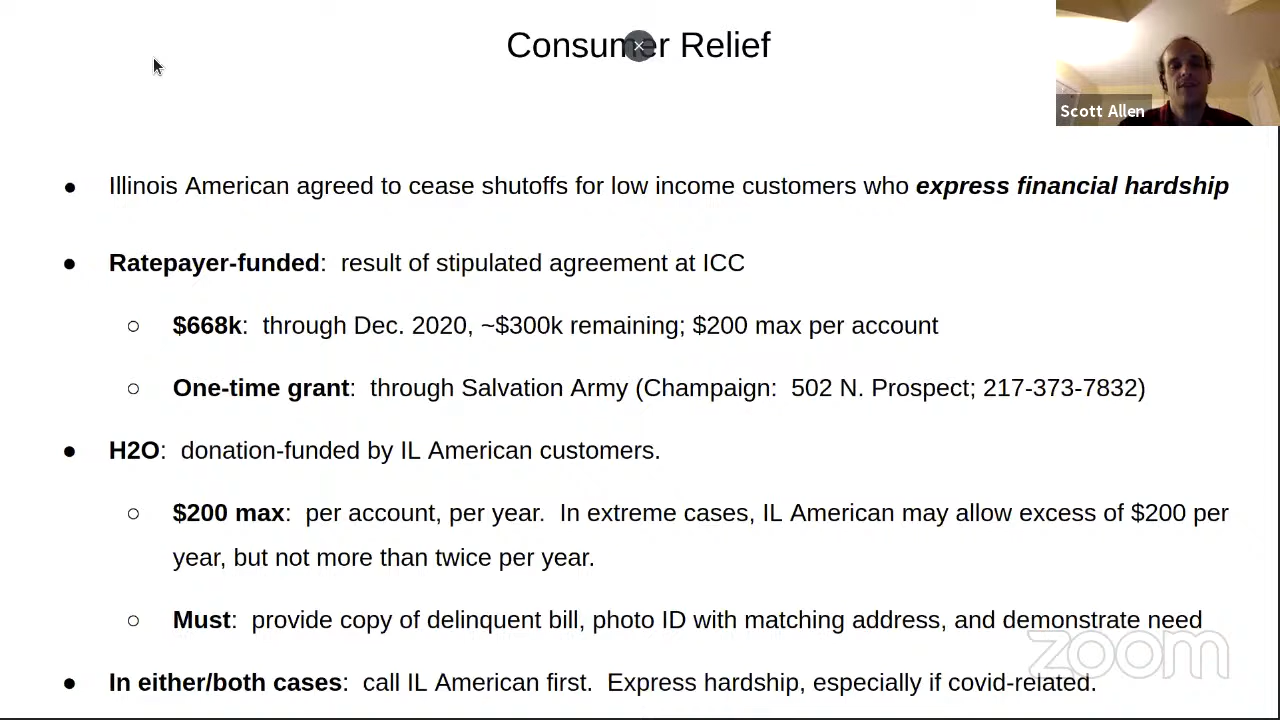 Consumer Relief
Scott Allen
● Illinois American agreed to cease shutoffs for low income customers who express financial hardship
● Ratepayer-funded: result of stipulated agreement at ICC
○ $668k: through Dec. 2020, ~$300k remaining; $200 max per account
○ One-time grant: through Salvation Army (Champaign: 502 N. Prospect; 217-373-7832)
● H2O: donation-funded by IL American customers.
○ $200 max: per account, per year. In extreme cases, IL American may allow excess of $200 per
year, but not more than twice per year.
○ Must: provide copy of delinquent bill, photo ID with matching address, and demonstrate need
zoom
● In either/both cases: call IL American first. Express hardship, especially if covid-related.